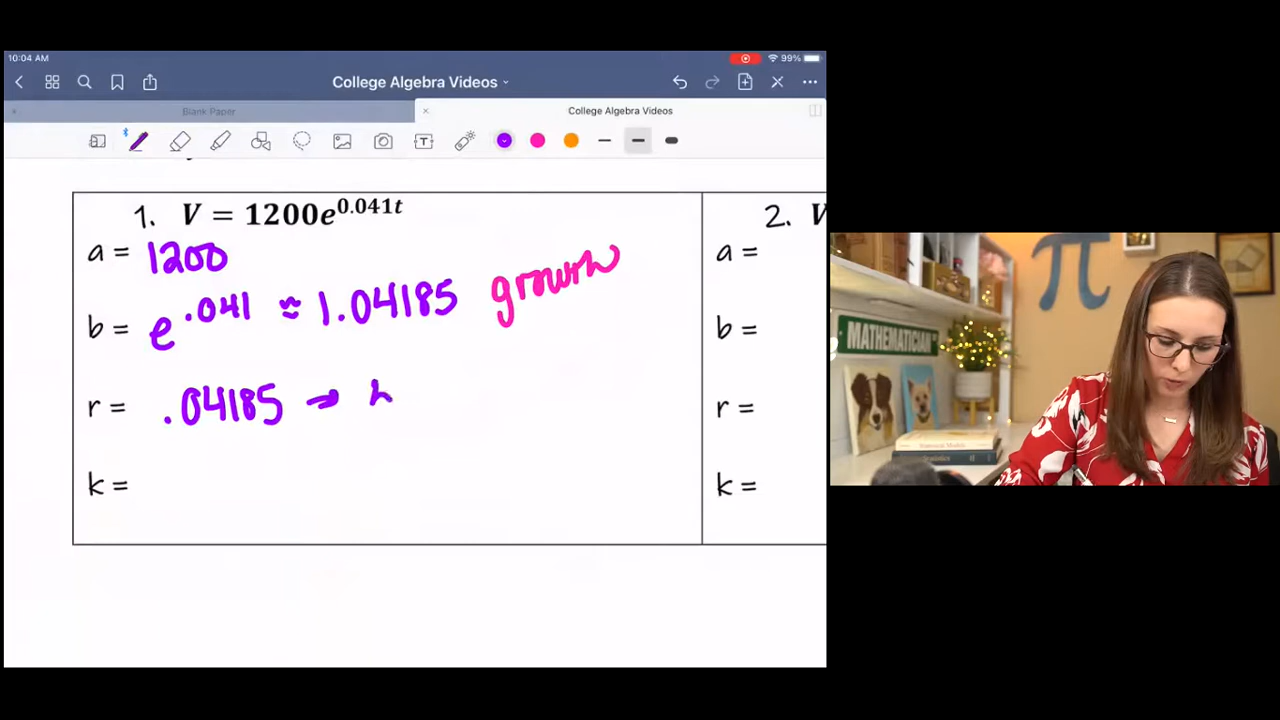 10:04 AM
99%
College Algebra Videos
Blank Paper
College Algebra Videos
1. V = 1200e^0.041t
a = 1200
b = e^.041 ≈ 1.04185 growth
r = .04185 →
k =
2. V
a =
b =
r =
k =
MATHEMATICIAN
π